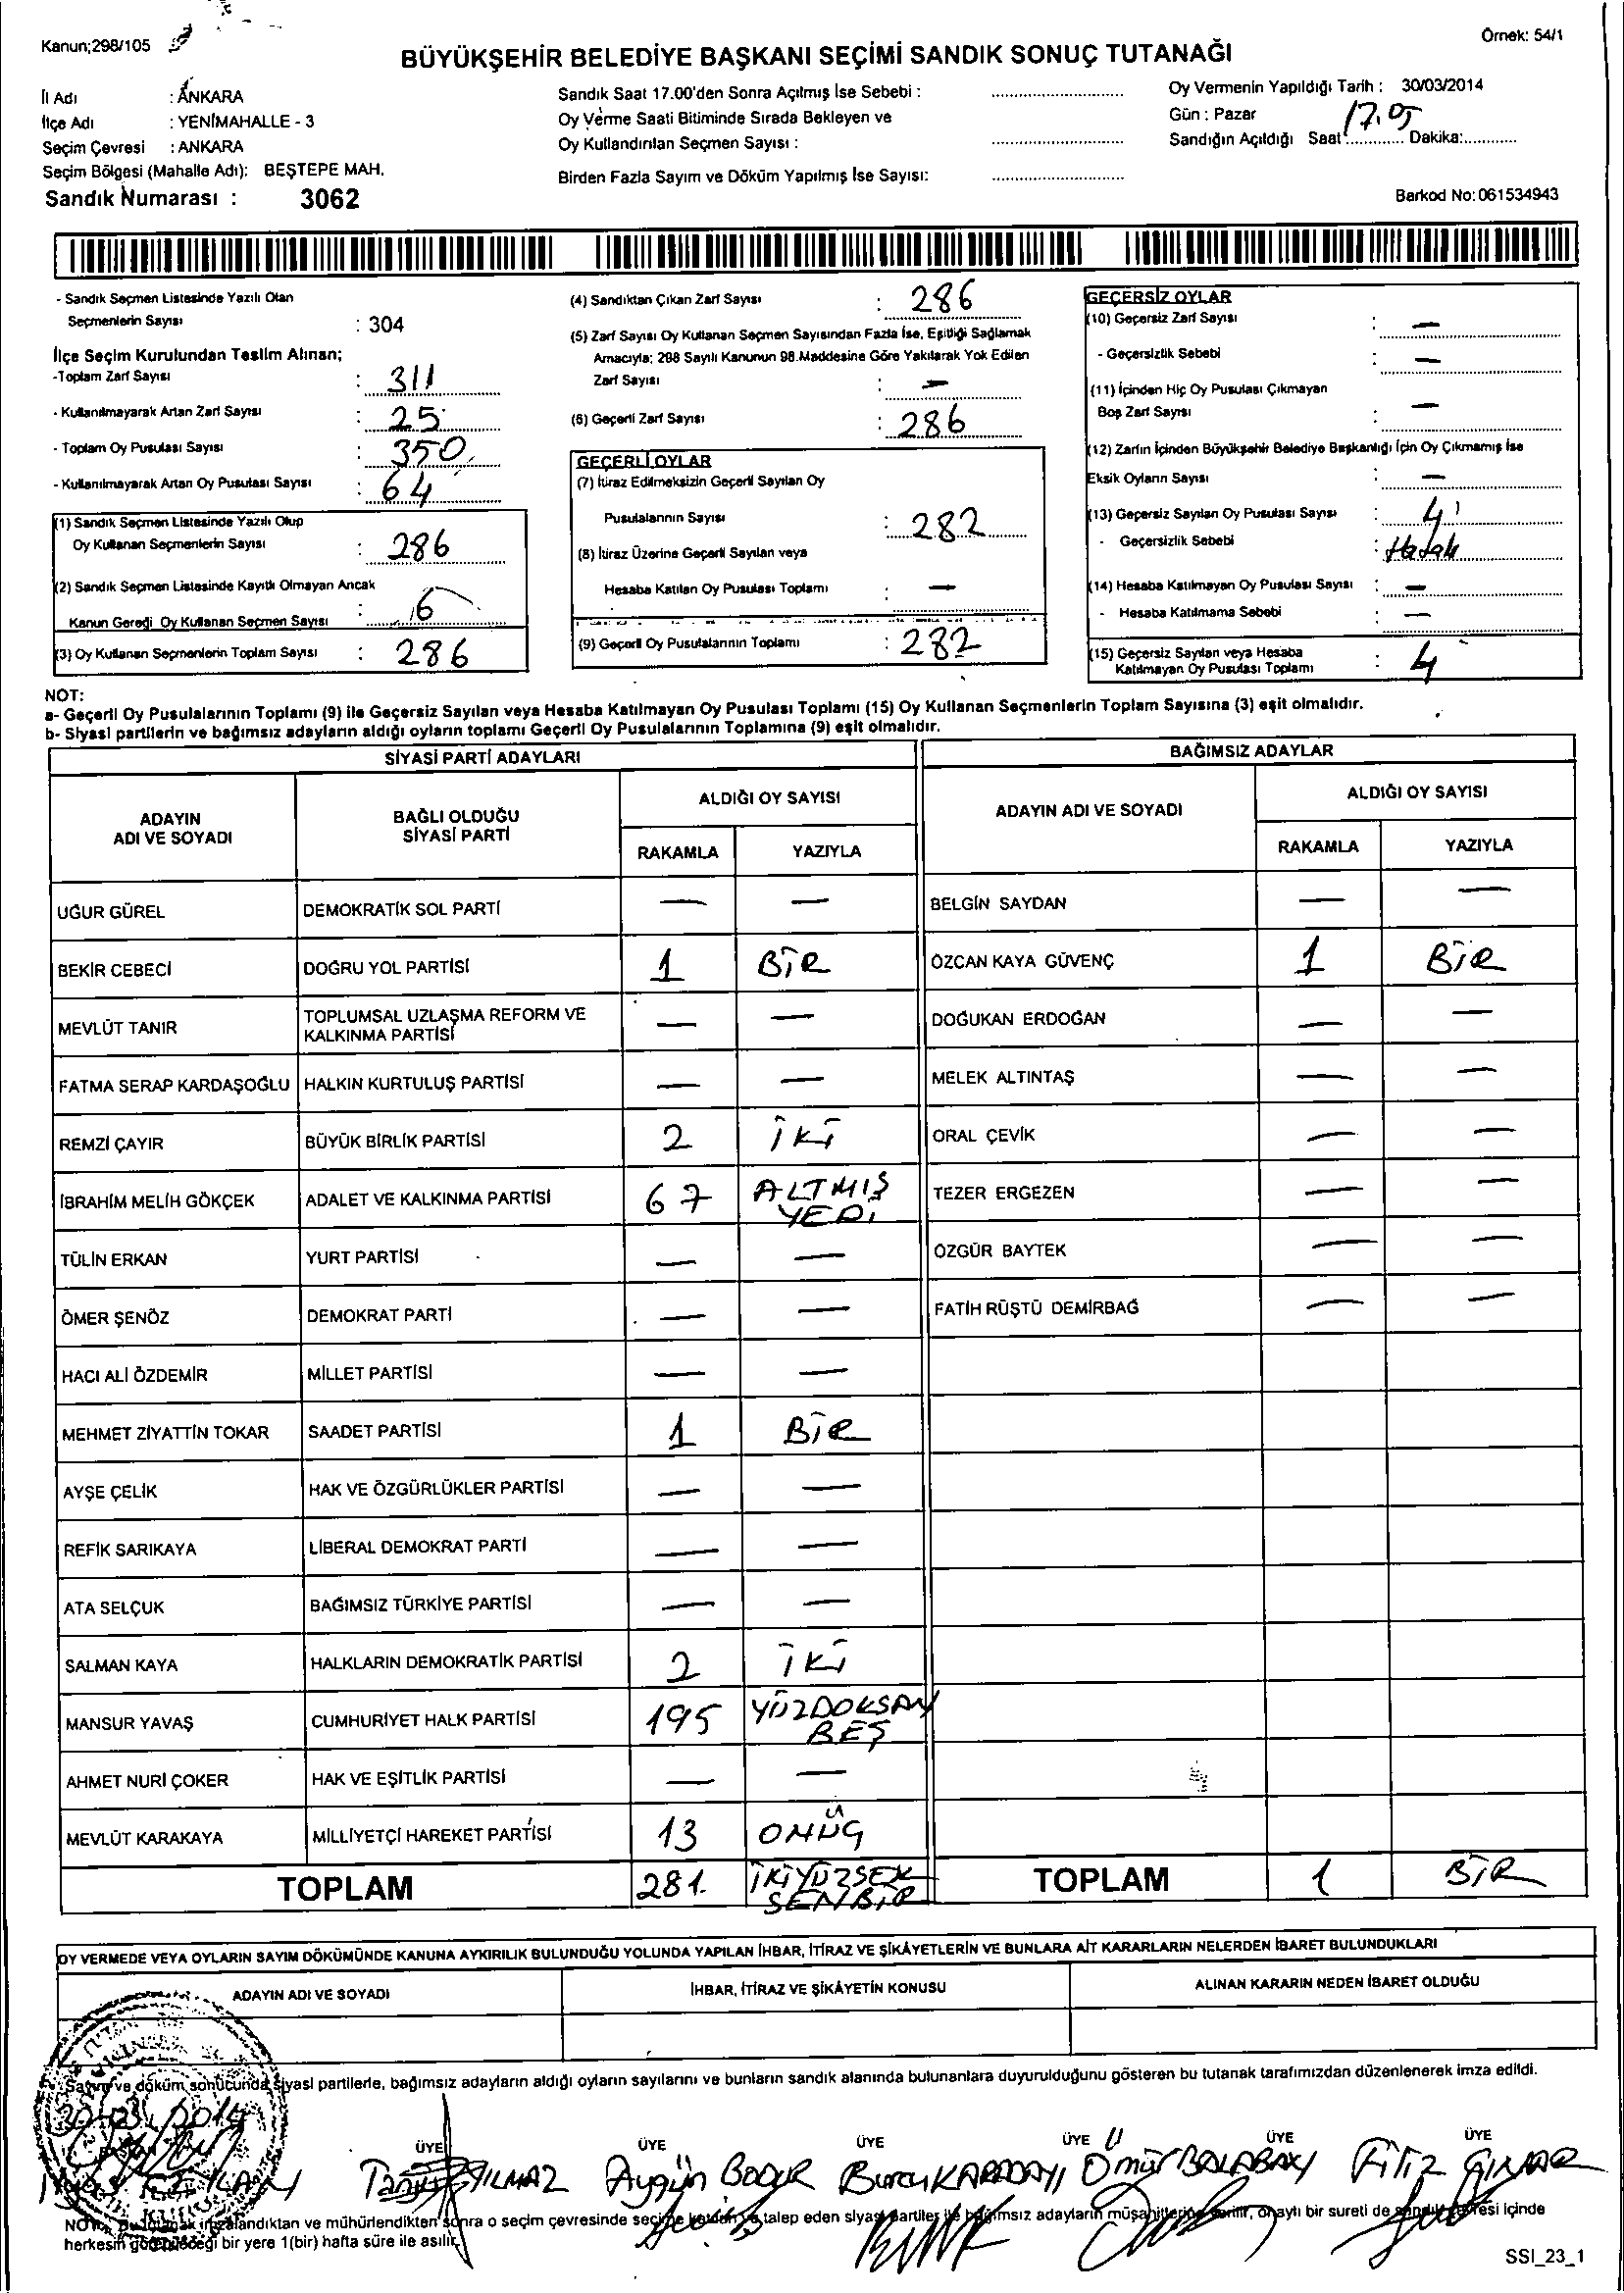 Kanun;298/105
Örnek: 54/1
BÜYÜKŞEHİR BELEDİYE BAŞKANI SEÇİMİ SANDIK SONUÇ TUTANAĞI
İl Adı : ANKARA
İlçe Adı : YENİMAHALLE - 3
Seçim Çevresi : ANKARA
Seçim Bölgesi (Mahalle Adı): BEŞTEPE MAH.
Sandık Numarası : 3062
Sandık Saat 17.00'den Sonra Açılmış İse Sebebi : ........................
Oy Verme Saati Bitiminde Sırada Bekleyen ve
Oy Kullandırılan Seçmen Sayısı : ........................
Birden Fazla Sayım ve Döküm Yapılmış İse Sayısı: ........................
Oy Vermenin Yapıldığı Tarih : 30/03/2014
Gün : Pazar
Sandığın Açıldığı Saat 17.05 Dakika:............
Barkod No:061534943
- Sandık Seçmen Listesinde Yazılı Olan
Seçmenlerin Sayısı : 304
İlçe Seçim Kurulundan Teslim Alınan;
-Toplam Zarf Sayısı : 311
- Kullanılmayarak Artan Zarf Sayısı : 25
- Toplam Oy Pusulası Sayısı : 350
- Kullanılmayarak Artan Oy Pusulası Sayısı : 64
(1) Sandık Seçmen Listesinde Yazılı Olup
Oy Kullanan Seçmenlerin Sayısı : 286
(2) Sandık Seçmen Listesinde Kayıtlı Olmayan Ancak
Kanun Gereği Oy Kullanan Seçmen Sayısı : 6
(3) Oy Kullanan Seçmenlerin Toplam Sayısı : 286
(4) Sandıktan Çıkan Zarf Sayısı : 286
(5) Zarf Sayısı Oy Kullanan Seçmen Sayısından Fazla İse, Eşitliği Sağlamak
Amacıyla; 298 Sayılı Kanunun 98.Maddesine Göre Yakılarak Yok Edilen
Zarf Sayısı : —
(6) Geçerli Zarf Sayısı : 286
GEÇERLİ OYLAR
(7) İtiraz Edilmeksizin Geçerli Sayılan Oy
Pusulalarının Sayısı : 282
(8) İtiraz Üzerine Geçerli Sayılan veya
Hesaba Katılan Oy Pusulası Toplamı : —
(9) Geçerli Oy Pusulalarının Toplamı : 282
GEÇERSİZ OYLAR
(10) Geçersiz Zarf Sayısı : —
- Geçersizlik Sebebi : —
(11) İçinden Hiç Oy Pusulası Çıkmayan
Boş Zarf Sayısı : —
(12) Zarfın İçinden Büyükşehir Belediye Başkanlığı İçin Oy Çıkmamış İse
Eksik Oyların Sayısı : —
(13) Geçersiz Sayılan Oy Pusulası Sayısı : 4
- Geçersizlik Sebebi : Hatalı
(14) Hesaba Katılmayan Oy Pusulası Sayısı : —
- Hesaba Katılmama Sebebi : —
(15) Geçersiz Sayılan veya Hesaba
Katılmayan Oy Pusulası Toplamı : 4
NOT:
a- Geçerli Oy Pusulalarının Toplamı (9) ile Geçersiz Sayılan veya Hesaba Katılmayan Oy Pusulası Toplamı (15) Oy Kullanan Seçmenlerin Toplam Sayısına (3) eşit olmalıdır.
b- Siyasi partilerin ve bağımsız adayların aldığı oyların toplamı Geçerli Oy Pusulalarının Toplamına (9) eşit olmalıdır.
SİYASİ PARTİ ADAYLARI
ADAYIN
ADI VE SOYADI
BAĞLI OLDUĞU
SİYASİ PARTİ
ALDIĞI OY SAYISI
RAKAMLA YAZIYLA
UĞUR GÜREL DEMOKRATİK SOL PARTİ — —
BEKİR CEBECİ DOĞRU YOL PARTİSİ 1 BİR
MEVLÜT TANIR TOPLUMSAL UZLAŞMA REFORM VE
KALKINMA PARTİSİ — —
FATMA SERAP KARDAŞOĞLU HALKIN KURTULUŞ PARTİSİ — —
REMZİ ÇAYIR BÜYÜK BİRLİK PARTİSİ 2 İKİ
İBRAHİM MELİH GÖKÇEK ADALET VE KALKINMA PARTİSİ 67 ALTMIŞ
YEDİ
TÜLİN ERKAN YURT PARTİSİ — —
ÖMER ŞENÖZ DEMOKRAT PARTİ — —
HACI ALİ ÖZDEMİR MİLLET PARTİSİ — —
MEHMET ZİYATTİN TOKAR SAADET PARTİSİ 1 BİR
AYŞE ÇELİK HAK VE ÖZGÜRLÜKLER PARTİSİ — —
REFİK SARIKAYA LİBERAL DEMOKRAT PARTİ — —
ATA SELÇUK BAĞIMSIZ TÜRKİYE PARTİSİ — —
SALMAN KAYA HALKLARIN DEMOKRATİK PARTİSİ 2 İKİ
MANSUR YAVAŞ CUMHURİYET HALK PARTİSİ 195 YÜZDOKSAN
BEŞ
AHMET NURİ ÇOKER HAK VE EŞİTLİK PARTİSİ — —
MEVLÜT KARAKAYA MİLLİYETÇİ HAREKET PARTİSİ 13 ONÜÇ
TOPLAM 281 İKİYÜZSEK
SENBİR
BAĞIMSIZ ADAYLAR
ADAYIN ADI VE SOYADI
ALDIĞI OY SAYISI
RAKAMLA YAZIYLA
BELGİN SAYDAN — —
ÖZCAN KAYA GÜVENÇ 1 BİR
DOĞUKAN ERDOĞAN — —
MELEK ALTINTAŞ — —
ORAL ÇEVİK — —
TEZER ERGEZEN — —
ÖZGÜR BAYTEK — —
FATİH RÜŞTÜ DEMİRBAĞ — —
TOPLAM 1 BİR
OY VERMEDE VEYA OYLARIN SAYIM DÖKÜMÜNDE KANUNA AYKIRILIK BULUNDUĞU YOLUNDA YAPILAN İHBAR, İTİRAZ VE ŞİKÂYETLERİN VE BUNLARA AİT KARARLARIN NELERDEN İBARET BULUNDUKLARI
ADAYIN ADI VE SOYADI
İHBAR, İTİRAZ VE ŞİKÂYETİN KONUSU
ALINAN KARARIN NEDEN İBARET OLDUĞU
Sayım ve döküm sonucunda siyasi partilerle, bağımsız adayların aldığı oyların sayılarını ve bunların sandık alanında bulunanlara duyurulduğunu gösteren bu tutanak tarafımızdan düzenlenerek imza edildi.
ÜYE ÜYE ÜYE ÜYE ÜYE ÜYE
YILMAZ Aygün Burcu KARADAYI Ömür BALABAN Filiz
NOT: Bu tutanak imzalandıktan ve mühürlendikten sonra o seçim çevresinde seçime katılan ve talep eden siyasi partiler ile bağımsız adayların müşahitlerine verilir, onaylı bir sureti de sandık çevresi içinde
herkesin görebileceği bir yere 1(bir) hafta süre ile asılır.
SSI_23_1